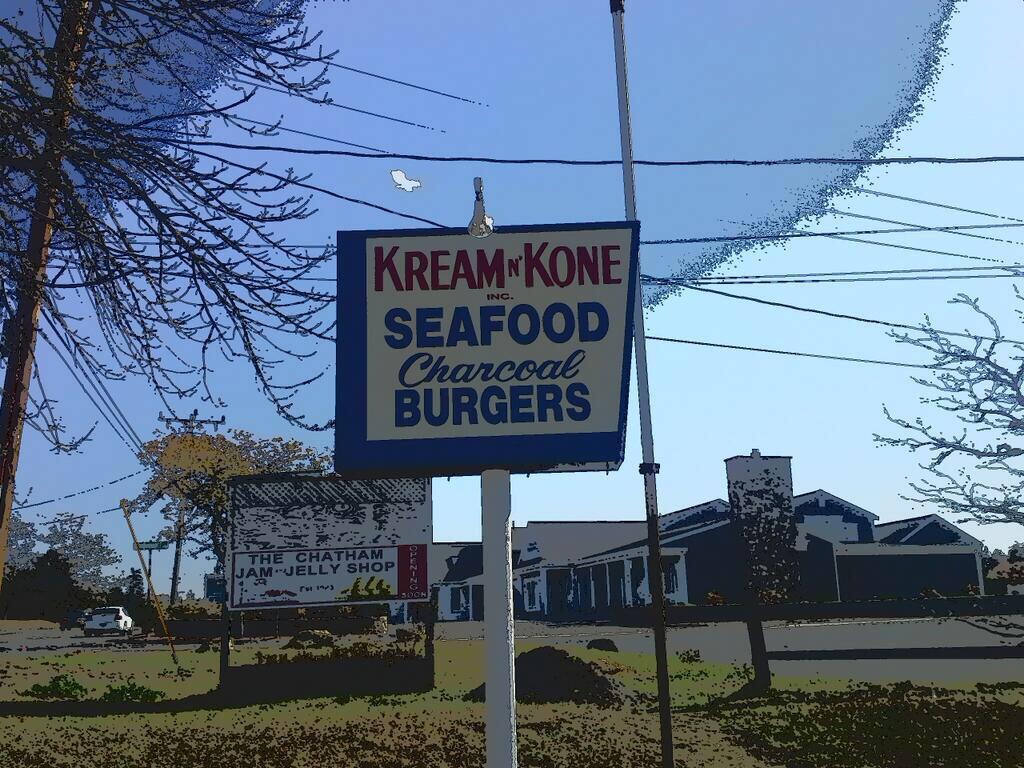 KREAM N' KONE
INC.
SEAFOOD
Charcoal
BURGERS
THE CHATHAM
JAM AND JELLY SHOP
OPENING
SOON